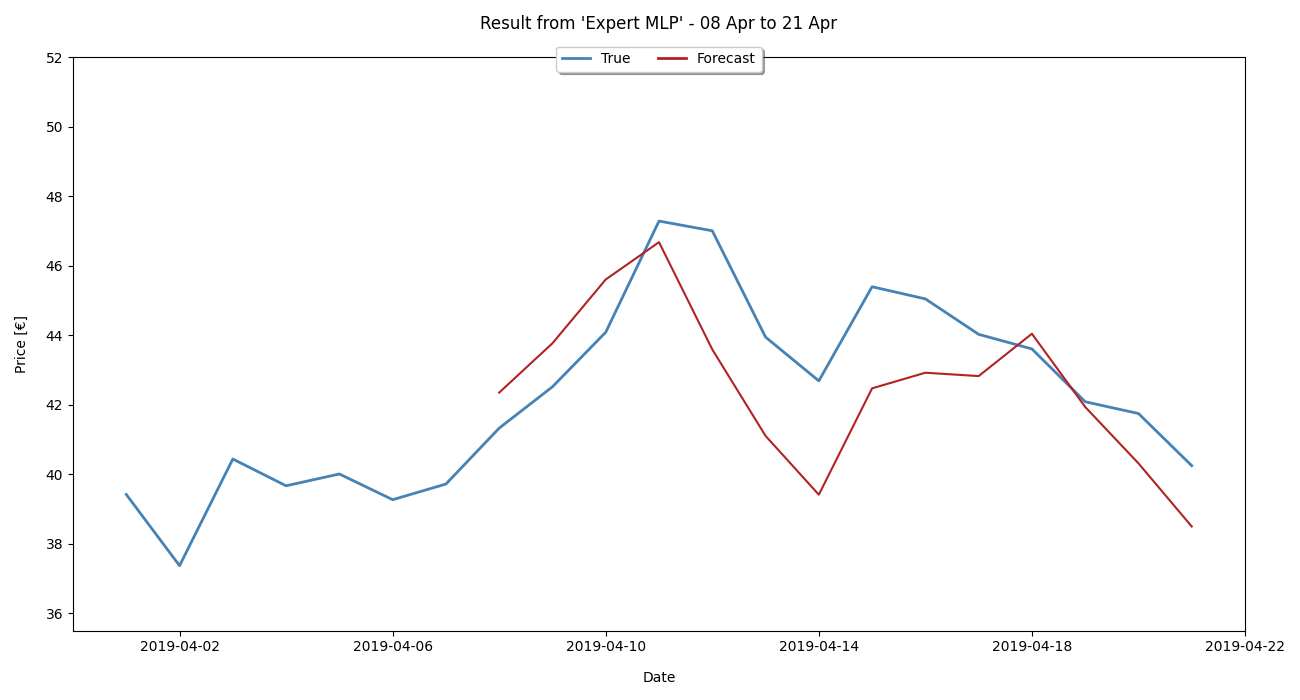 Result from 'Expert MLP' - 08 Apr to 21 Apr
True Forecast
52
50
48
46
44
42
40
38
36
Price [€]
2019-04-02 2019-04-06 2019-04-10 2019-04-14 2019-04-18 2019-04-22
Date